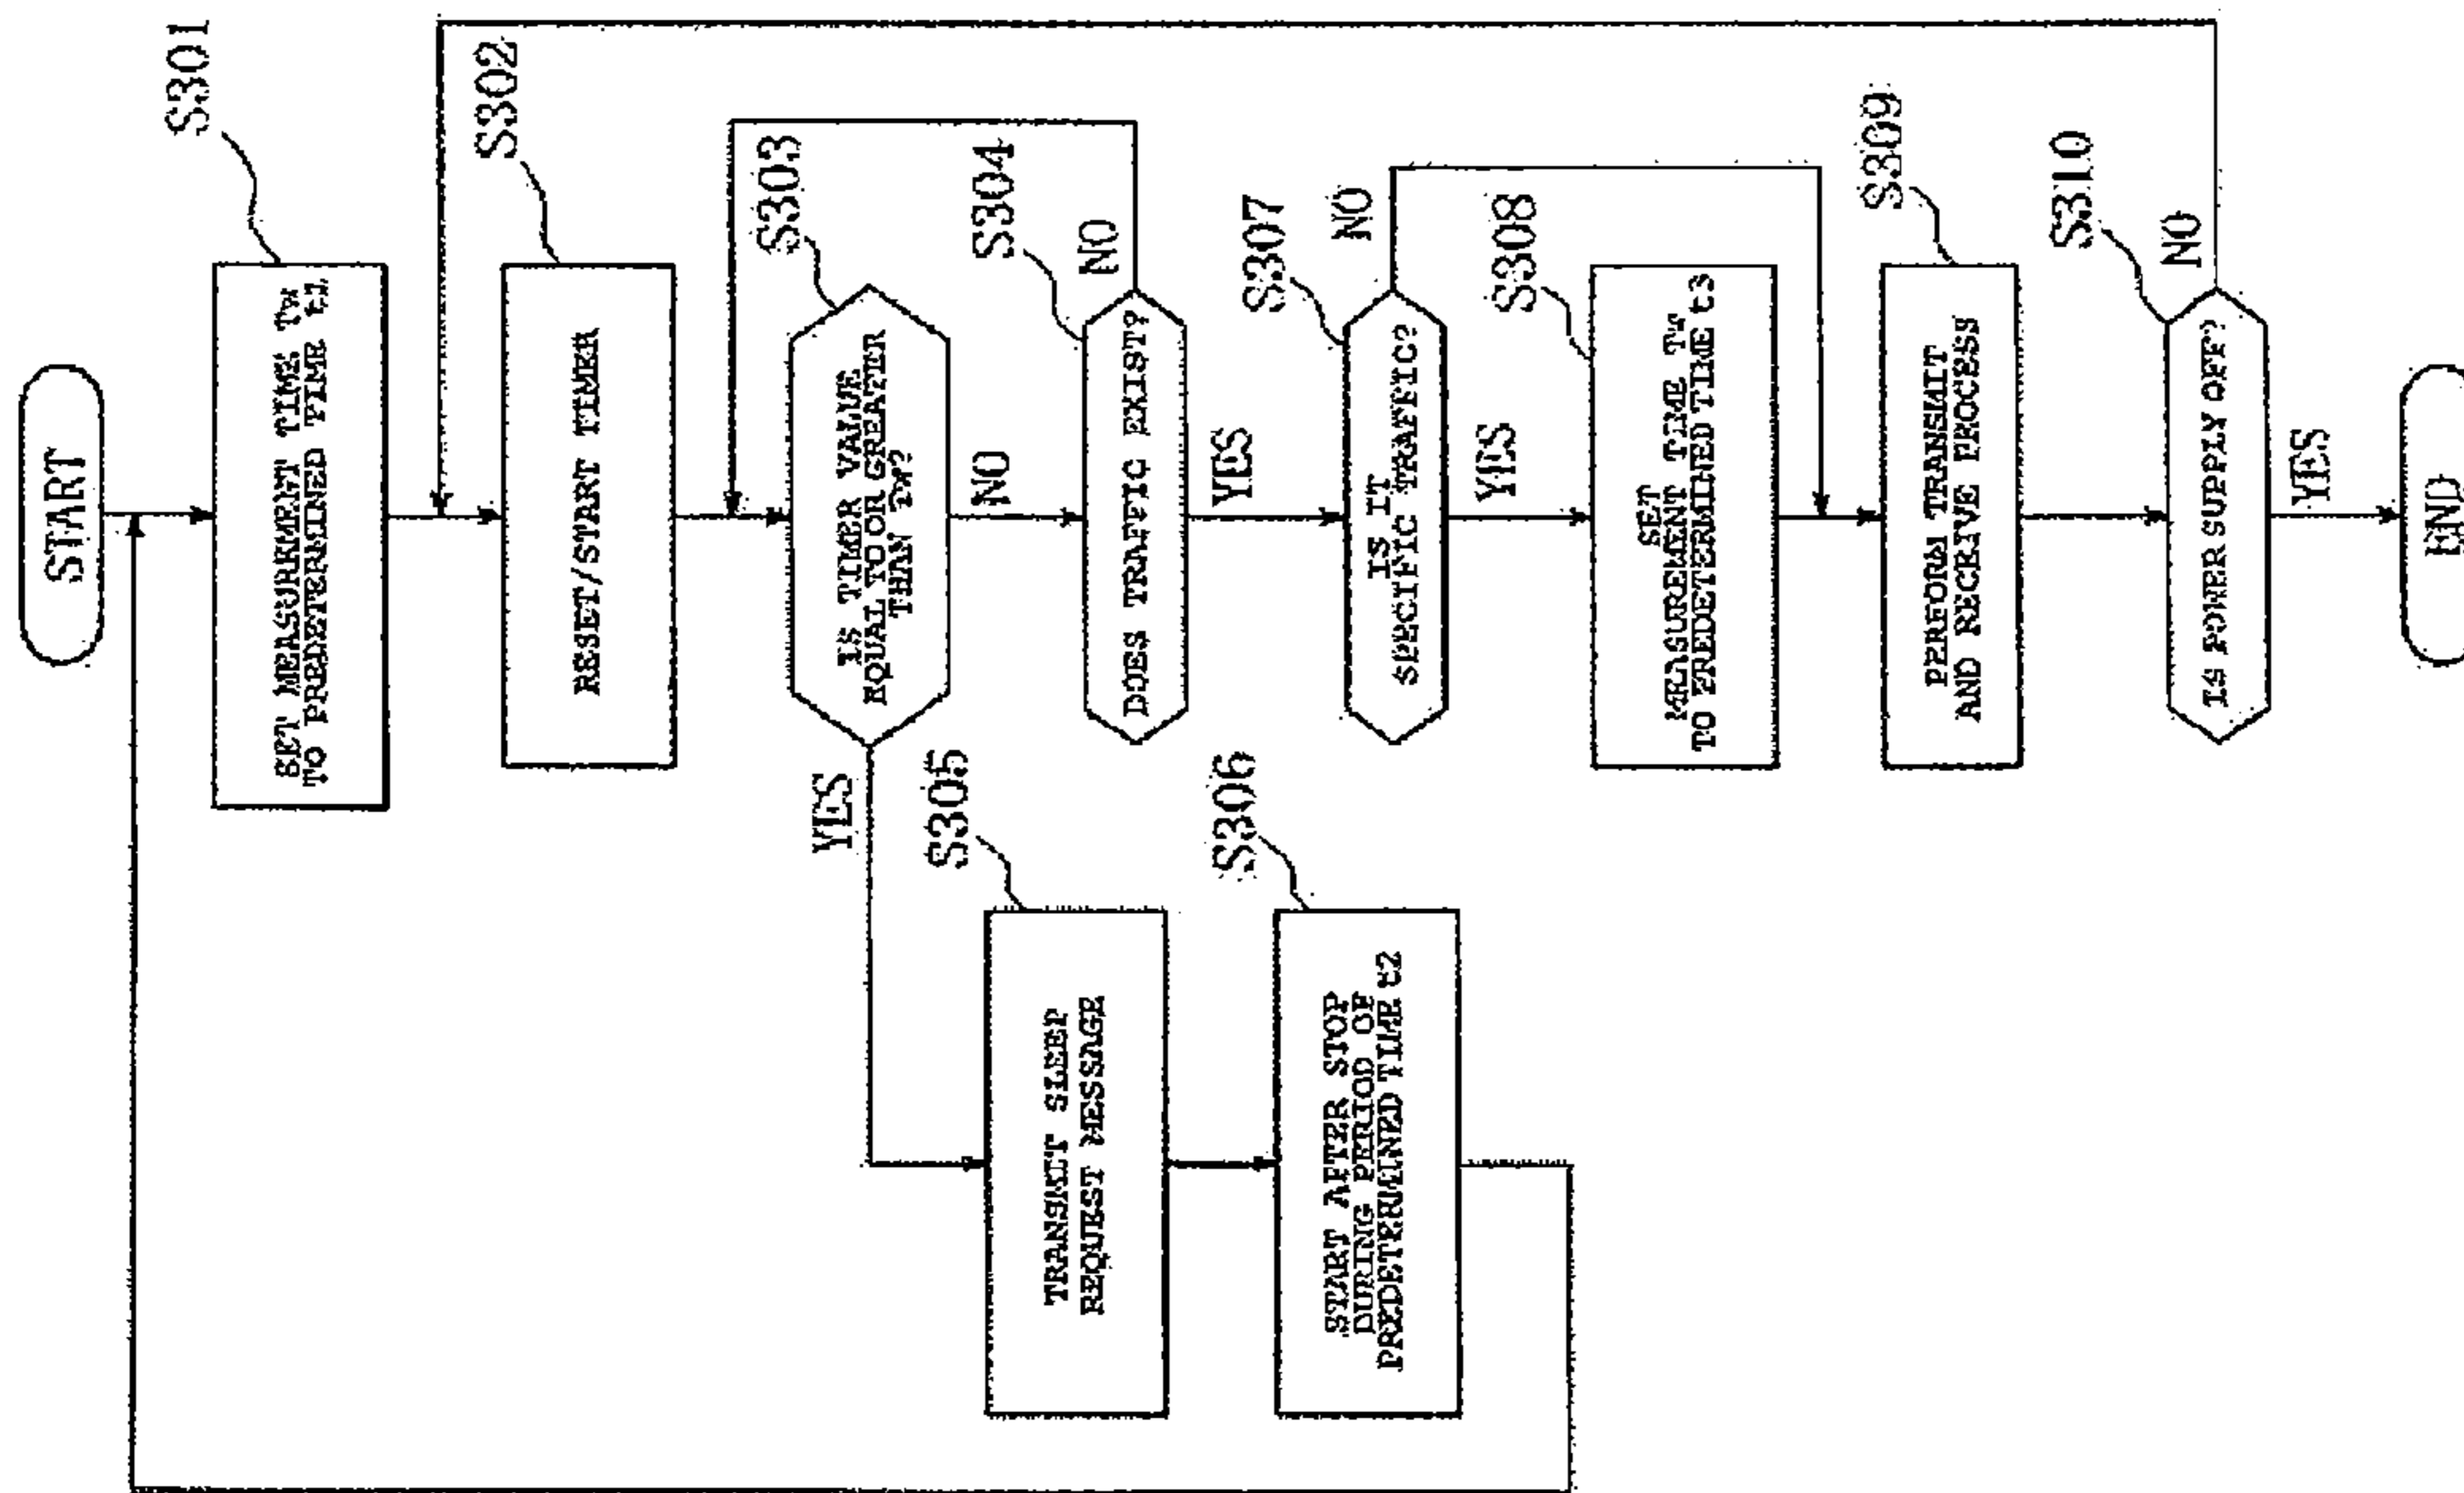 START
S301
SET MEASUREMENT TIME Tw
TO PREDETERMINED TIME t1
S302
RESET/START TIMER
S303
IS TIMER VALUE
EQUAL TO OR GREATER
THAN Tw?
YES
NO
S304
DOES TRAFFIC EXIST?
NO
YES
S305
TRANSMIT SLEEP
REQUEST MESSAGE
S306
START AFTER STOP
DURING PERIOD OF
PREDETERMINED TIME t2
S307
IS IT
SPECIFIC TRAFFIC?
NO
YES
S308
SET
MEASUREMENT TIME
TO PREDETERMINED TIME t3
S309
PERFORM TRANSMIT
AND RECEIVE PROCESS
S310
IS POWER SUPPLY OFF?
NO
YES
END